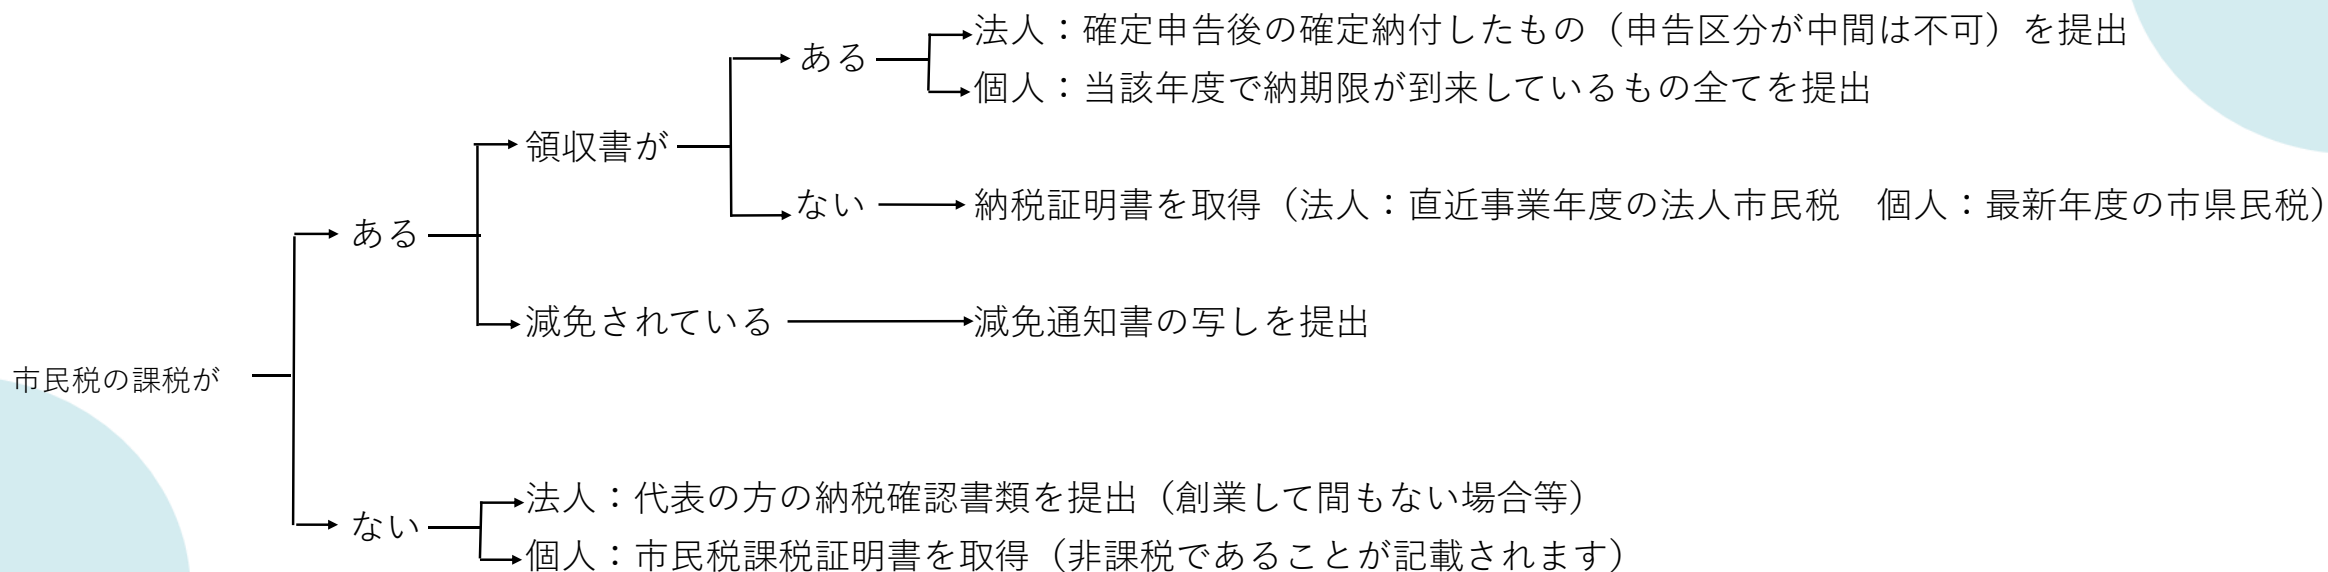 法人：確定申告後の確定納付したもの（申告区分が中間は不可）を提出
ある
個人：当該年度で納期限が到来しているもの全てを提出
領収書が
ない
納税証明書を取得（法人：直近事業年度の法人市民税　個人：最新年度の市県民税）
ある
減免されている
減免通知書の写しを提出
市民税の課税が
法人：代表の方の納税確認書類を提出（創業して間もない場合等）
ない
個人：市民税課税証明書を取得（非課税であることが記載されます）